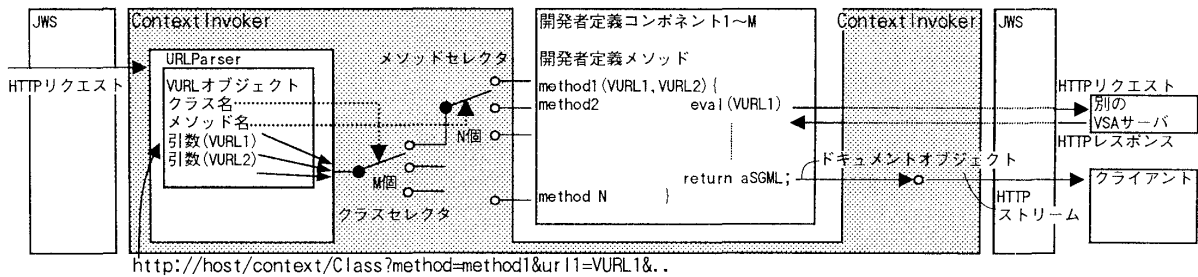 JWS
ContextInvoker
開発者定義コンポネント1～M
ContextInvoker
JWS
URLParser
メソッドセレクタ
開発者定義メソッド
HTTPリクエスト
VURLオブジェクト
method1(VURL1,VURL2){
HTTPリクエスト
クラス名
method2
eval(VURL1)
別の
メソッド名
VSAサーバ
引数(VURL1)
N個
HTTPレスポンス
引数(VURL2)
ドキュメントオブジェクト
M個
return aSGML;
クライアント
method N
}
クラスセレクタ
HTTP
ストリーム
http://host/context/Class?method=method1&url1=VURL1&..